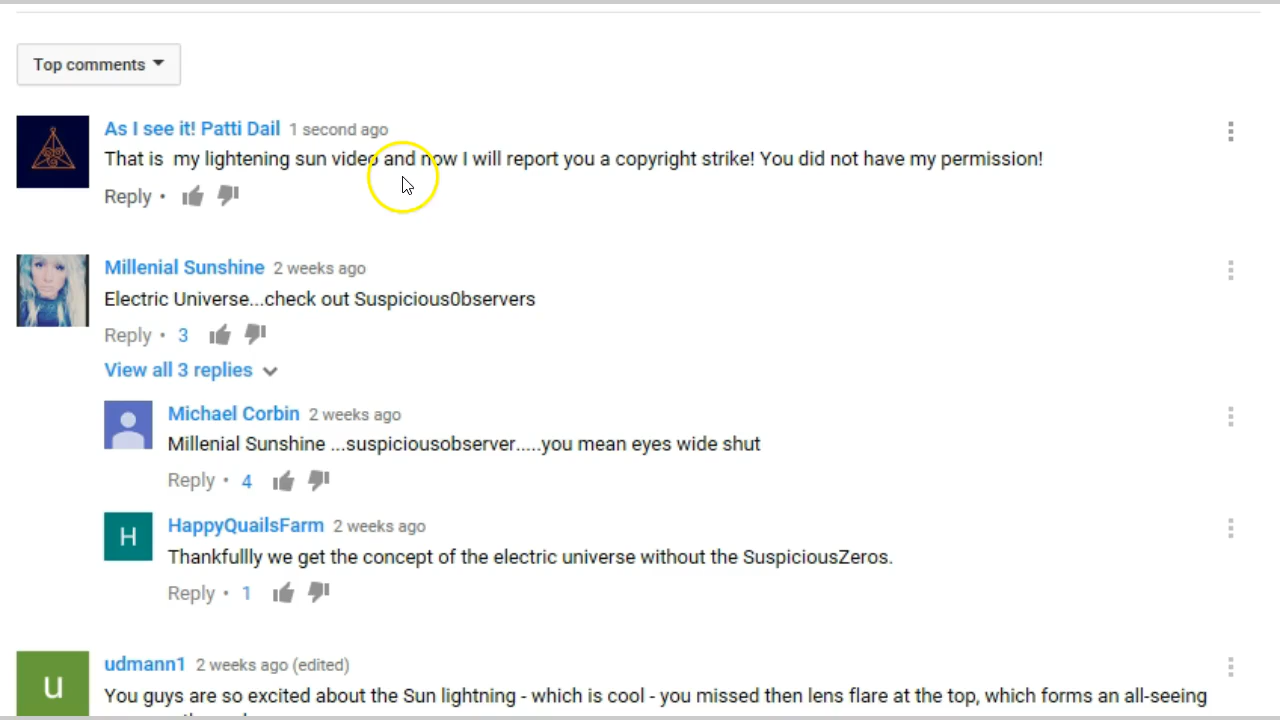 Top comments
As I see it! Patti Dail 1 second ago
That is my lightening sun video and now I will report you a copyright strike! You did not have my permission!
Reply •
Millenial Sunshine 2 weeks ago
Electric Universe...check out Suspicious0bservers
Reply • 3
View all 3 replies
Michael Corbin 2 weeks ago
Millenial Sunshine ...suspiciousobserver.....you mean eyes wide shut
Reply • 4
H
HappyQuailsFarm 2 weeks ago
Thankfullly we get the concept of the electric universe without the SuspiciousZeros.
Reply • 1
u
udmann1 2 weeks ago (edited)
You guys are so excited about the Sun lightning - which is cool - you missed then lens flare at the top, which forms an all-seeing